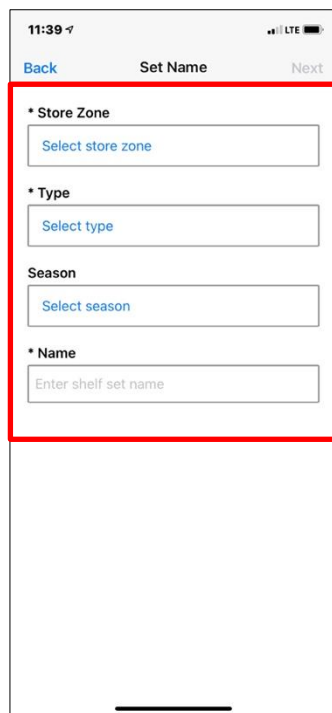 11:39 LTE
Back Set Name Next
* Store Zone
Select store zone
* Type
Select type
Season
Select season
* Name
Enter shelf set name